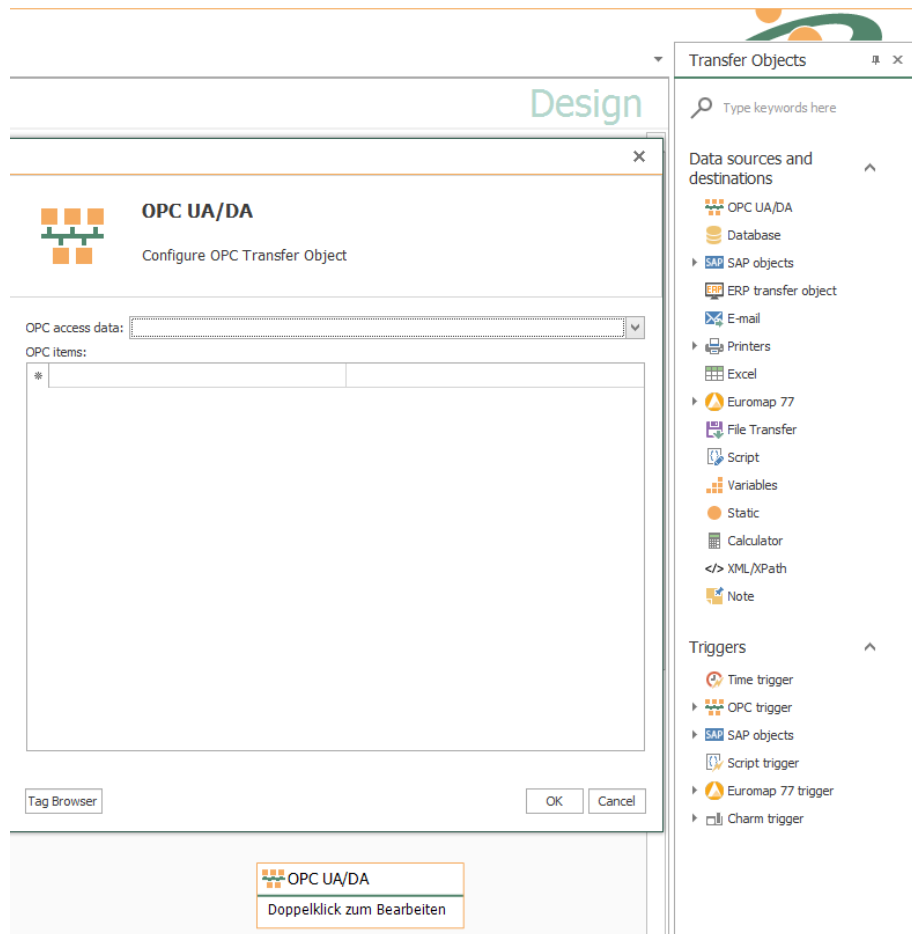 Design
OPC UA/DA
Configure OPC Transfer Object
OPC access data:
OPC items:
Tag Browser
OK
Cancel
OPC UA/DA
Doppelklick zum Bearbeiten
Transfer Objects
Type keywords here
Data sources and
destinations
OPC UA/DA
Database
SAP SAP objects
ERP ERP transfer object
E-mail
Printers
Excel
Euromap 77
File Transfer
Script
Variables
Static
Calculator
</> XML/XPath
Note
Triggers
Time trigger
OPC trigger
SAP SAP objects
Script trigger
Euromap 77 trigger
Charm trigger